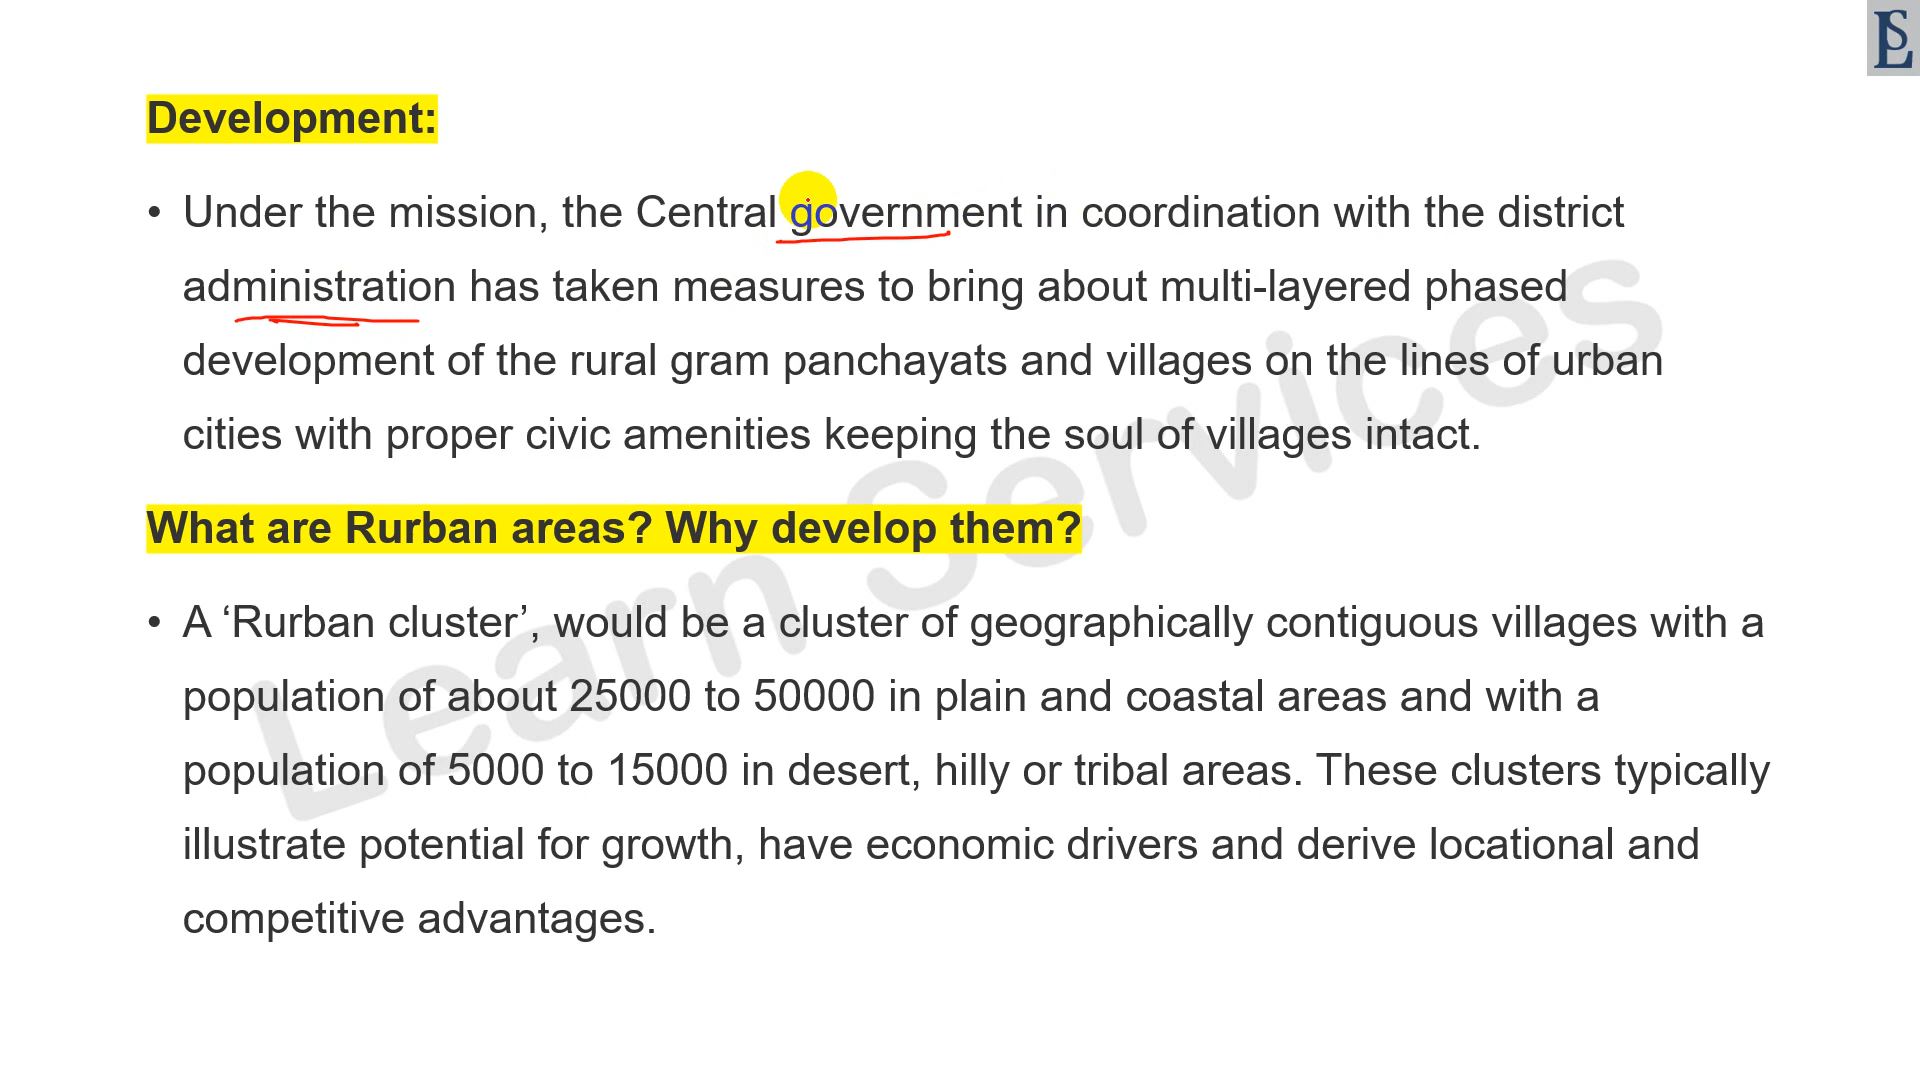 LS
Development:
• Under the mission, the Central government in coordination with the district
administration has taken measures to bring about multi-layered phased
development of the rural gram panchayats and villages on the lines of urban
cities with proper civic amenities keeping the soul of villages intact.
What are Rurban areas? Why develop them?
• A ‘Rurban cluster’, would be a cluster of geographically contiguous villages with a
population of about 25000 to 50000 in plain and coastal areas and with a
population of 5000 to 15000 in desert, hilly or tribal areas. These clusters typically
illustrate potential for growth, have economic drivers and derive locational and
competitive advantages.
Learn Services